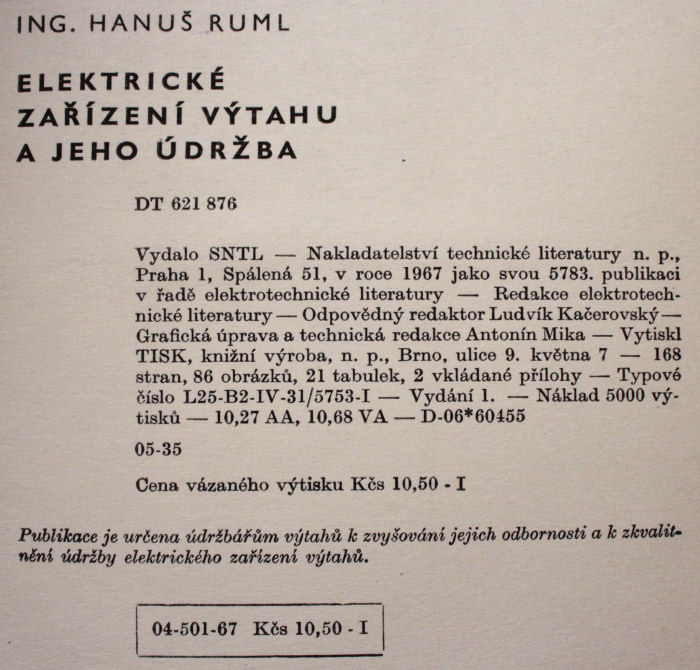 ING. HANUŠ RUML
ELEKTRICKÉ
ZAŘÍZENÍ VÝTAHU
A JEHO ÚDRŽBA
DT 621 876
Vydalo SNTL — Nakladatelství technické literatury n. p.,
Praha 1, Spálená 51, v roce 1967 jako svou 5783. publikaci
v řadě elektrotechnické literatury — Redakce elektrotech-
nické literatury — Odpovědný redaktor Ludvík Kačerovský —
Grafická úprava a technická redakce Antonín Mika — Vytiskl
TISK, knižní výroba, n. p., Brno, ulice 9. května 7 — 168
stran, 86 obrázků, 21 tabulek, 2 vkládané přílohy — Typové
číslo L25-B2-IV-31/5753-I — Vydání 1. — Náklad 5000 vý-
tisků — 10,27 AA, 10,68 VA — D-06*60455
05-35
Cena vázaného výtisku Kčs 10,50 - I
Publikace je určena údržbářům výtahů k zvyšování jejich odbornosti a k zkvalit-
nění údržby elektrického zařízení výtahů.
04-501-67 Kčs 10,50 - I